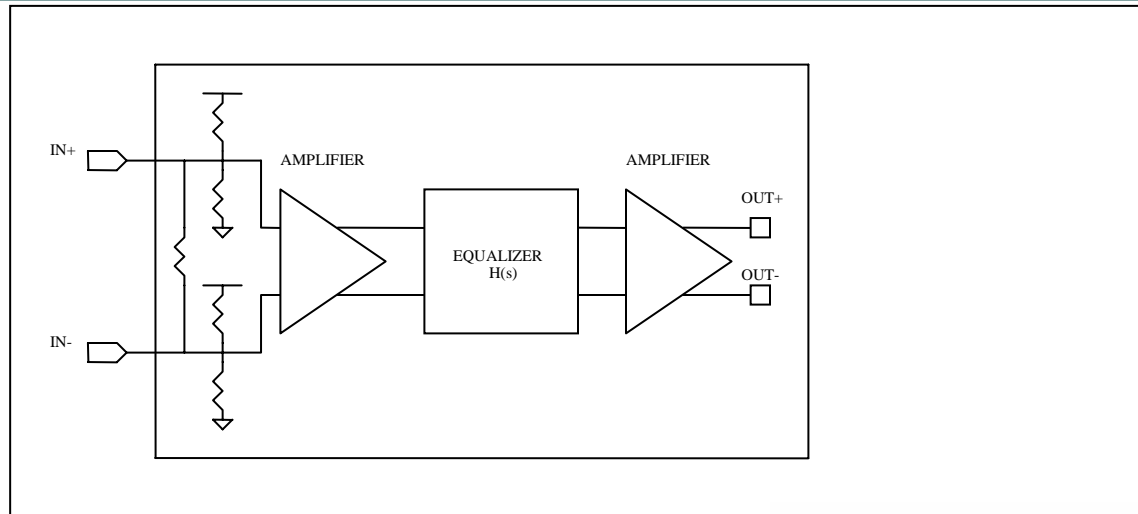 IN+
AMPLIFIER
AMPLIFIER
OUT+
EQUALIZER
H(s)
OUT-
IN-